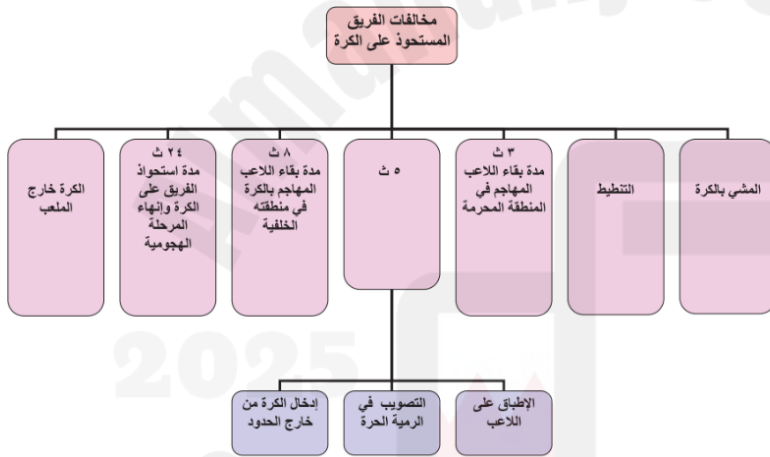 مخالفات الفريق
المستحوذ على الكرة
المشي بالكرة
التنطيط
٣ ث
مدة بقاء اللاعب
المهاجم في
المنطقة المحرمة
٥ ث
٨ ث
مدة بقاء اللاعب
المهاجم بالكرة
في منطقته
الخلفية
٢٤ ث
مدة استحواذ
الفريق على
الكرة وإنهاء
المرحلة
الهجومية
الكرة خارج
الملعب
الإطباق على
اللاعب
التصويب في
الرمية الحرة
إدخال الكرة من
خارج الحدود
2025